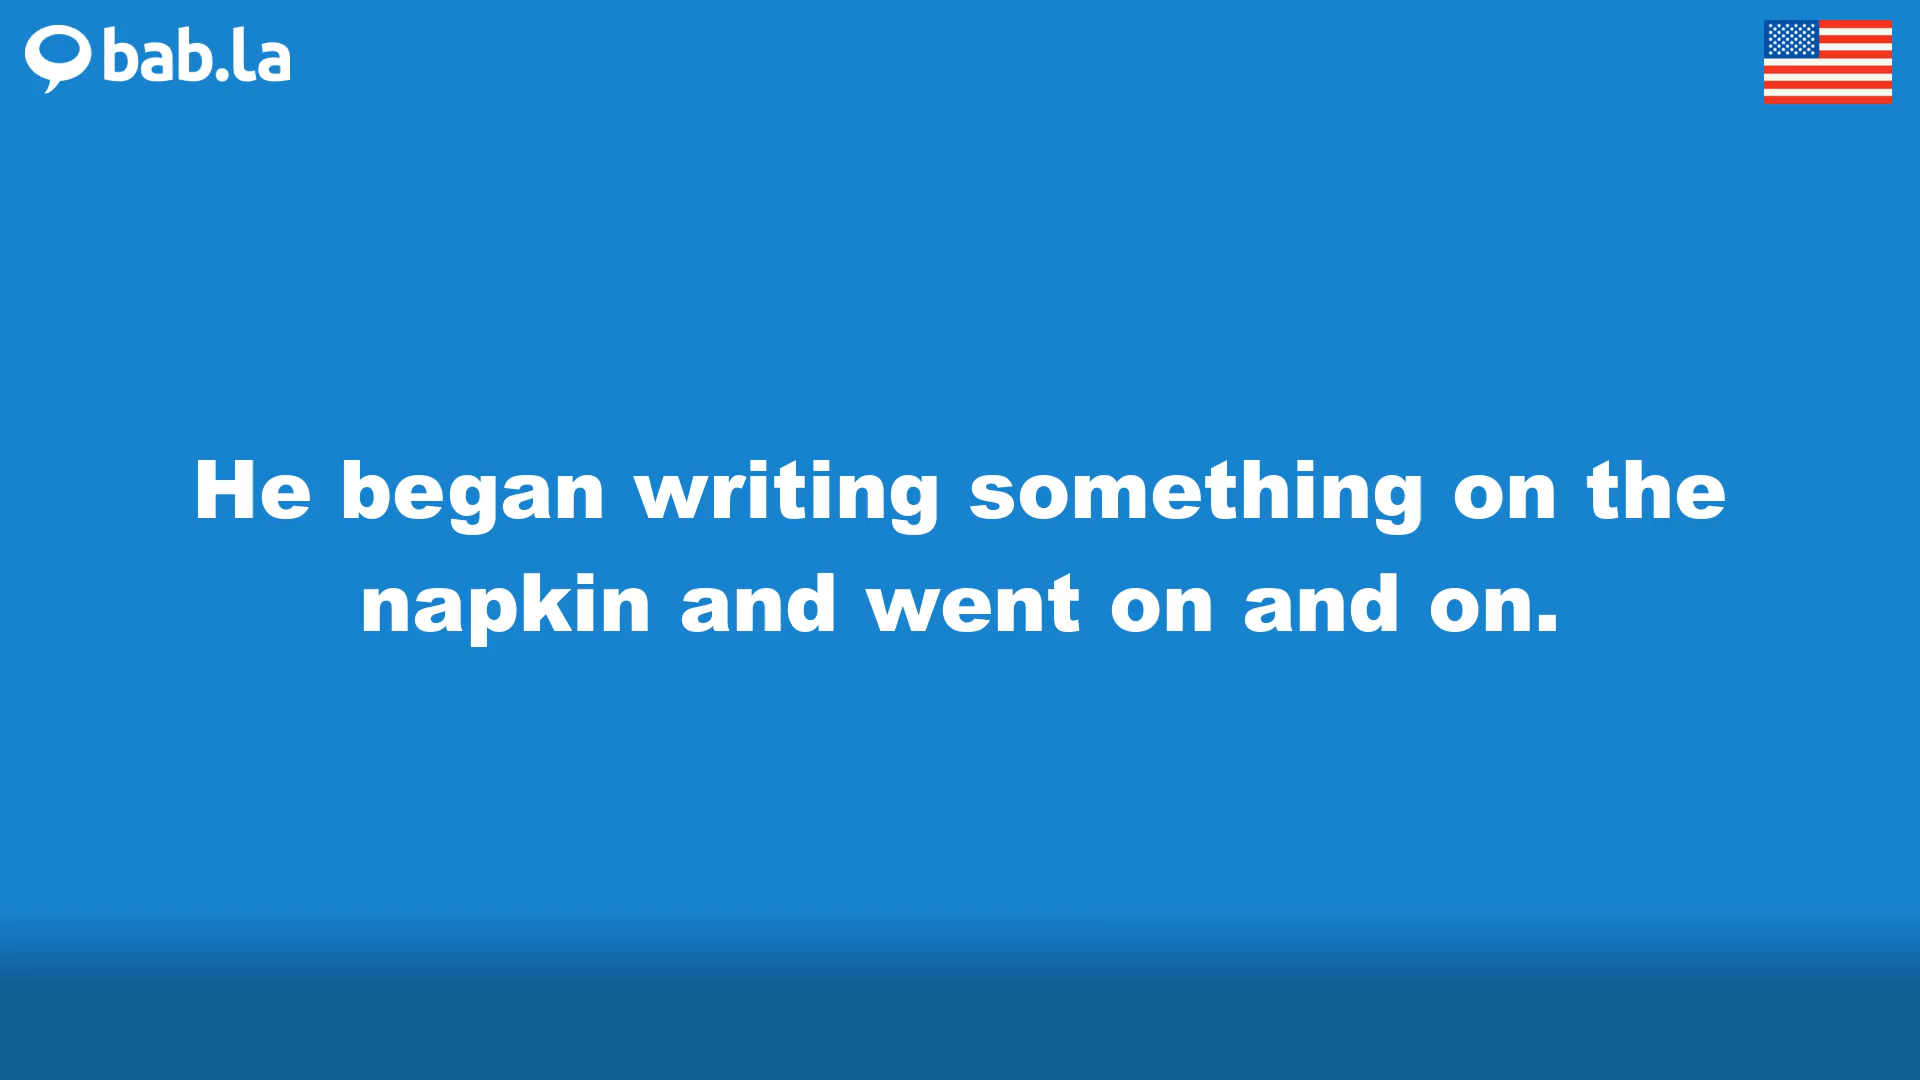 bab.la
He began writing something on the
napkin and went on and on.